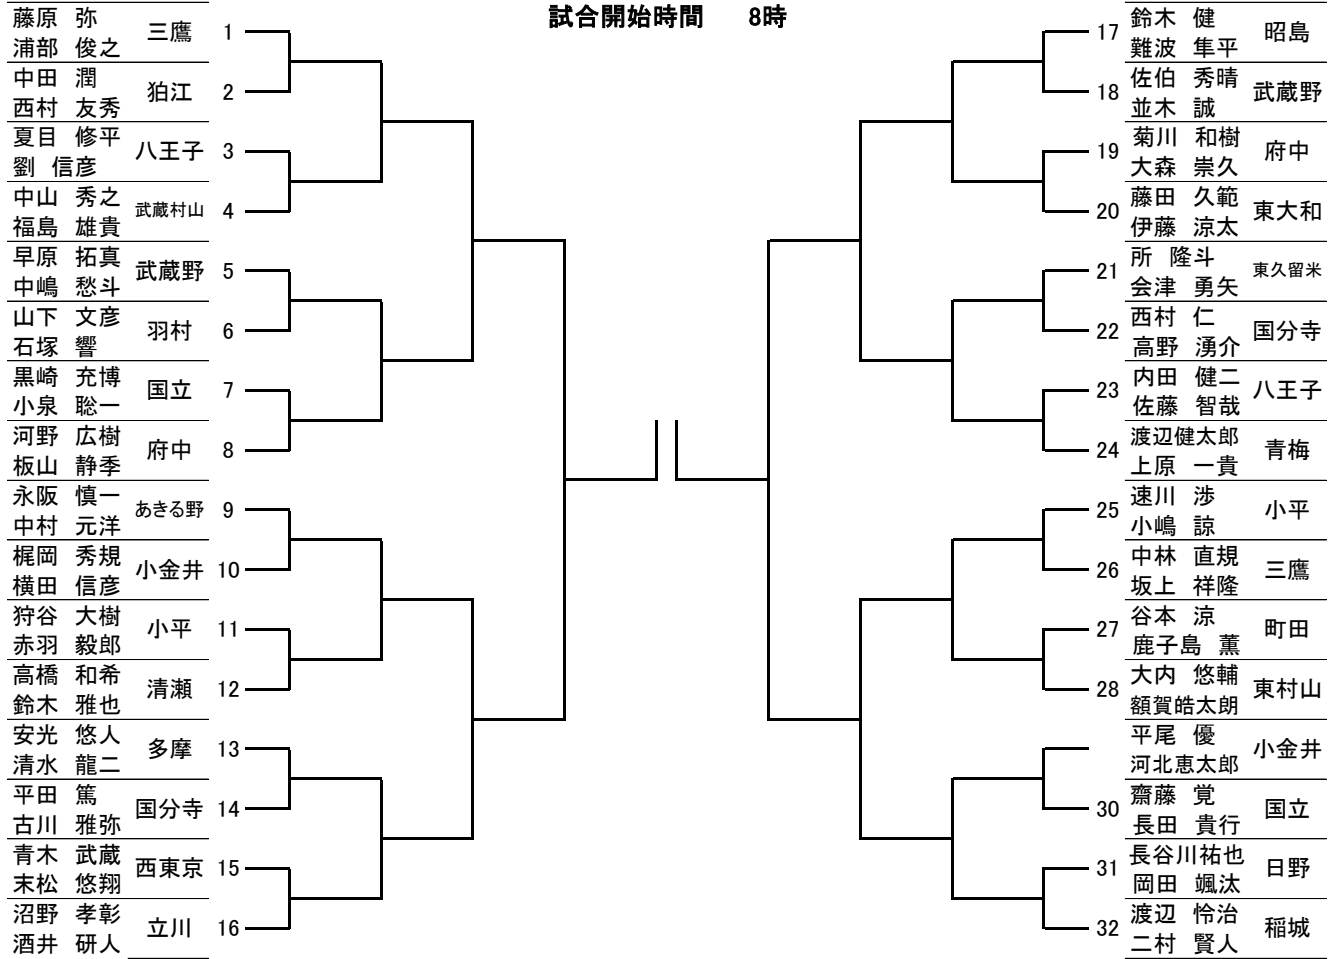 試合開始時間 8時
藤原 弥
浦部 俊之
三鷹 1
中田 潤
西村 友秀
狛江 2
夏目 修平
劉 信彦
八王子 3
中山 秀之
福島 雄貴
武蔵村山 4
早原 拓真
中嶋 愁斗
武蔵野 5
山下 文彦
石塚 響
羽村 6
黒崎 充博
小泉 聡一
国立 7
河野 広樹
板山 静季
府中 8
永阪 慎一
中村 元洋
あきる野 9
梶岡 秀規
横田 信彦
小金井 10
狩谷 大樹
赤羽 毅郎
小平 11
高橋 和希
鈴木 雅也
清瀬 12
安光 悠人
清水 龍二
多摩 13
平田 篤
古川 雅弥
国分寺 14
青木 武蔵
末松 悠翔
西東京 15
沼野 孝彰
酒井 研人
立川 16
17 鈴木 健
難波 隼平
昭島
18 佐伯 秀晴
並木 誠
武蔵野
19 菊川 和樹
大森 崇久
府中
20 藤田 久範
伊藤 涼太
東大和
21 所 隆斗
会津 勇矢
東久留米
22 西村 仁
高野 湧介
国分寺
23 内田 健二
佐藤 智哉
八王子
24 渡辺健太郎
上原 一貴
青梅
25 速川 渉
小嶋 諒
小平
26 中林 直規
坂上 祥隆
三鷹
27 谷本 涼
鹿子島 薫
町田
28 大内 悠輔
額賀皓太朗
東村山
平尾 優
河北恵太郎
小金井
30 齋藤 覚
長田 貴行
国立
31 長谷川祐也
岡田 颯汰
日野
32 渡辺 怜治
二村 賢人
稲城